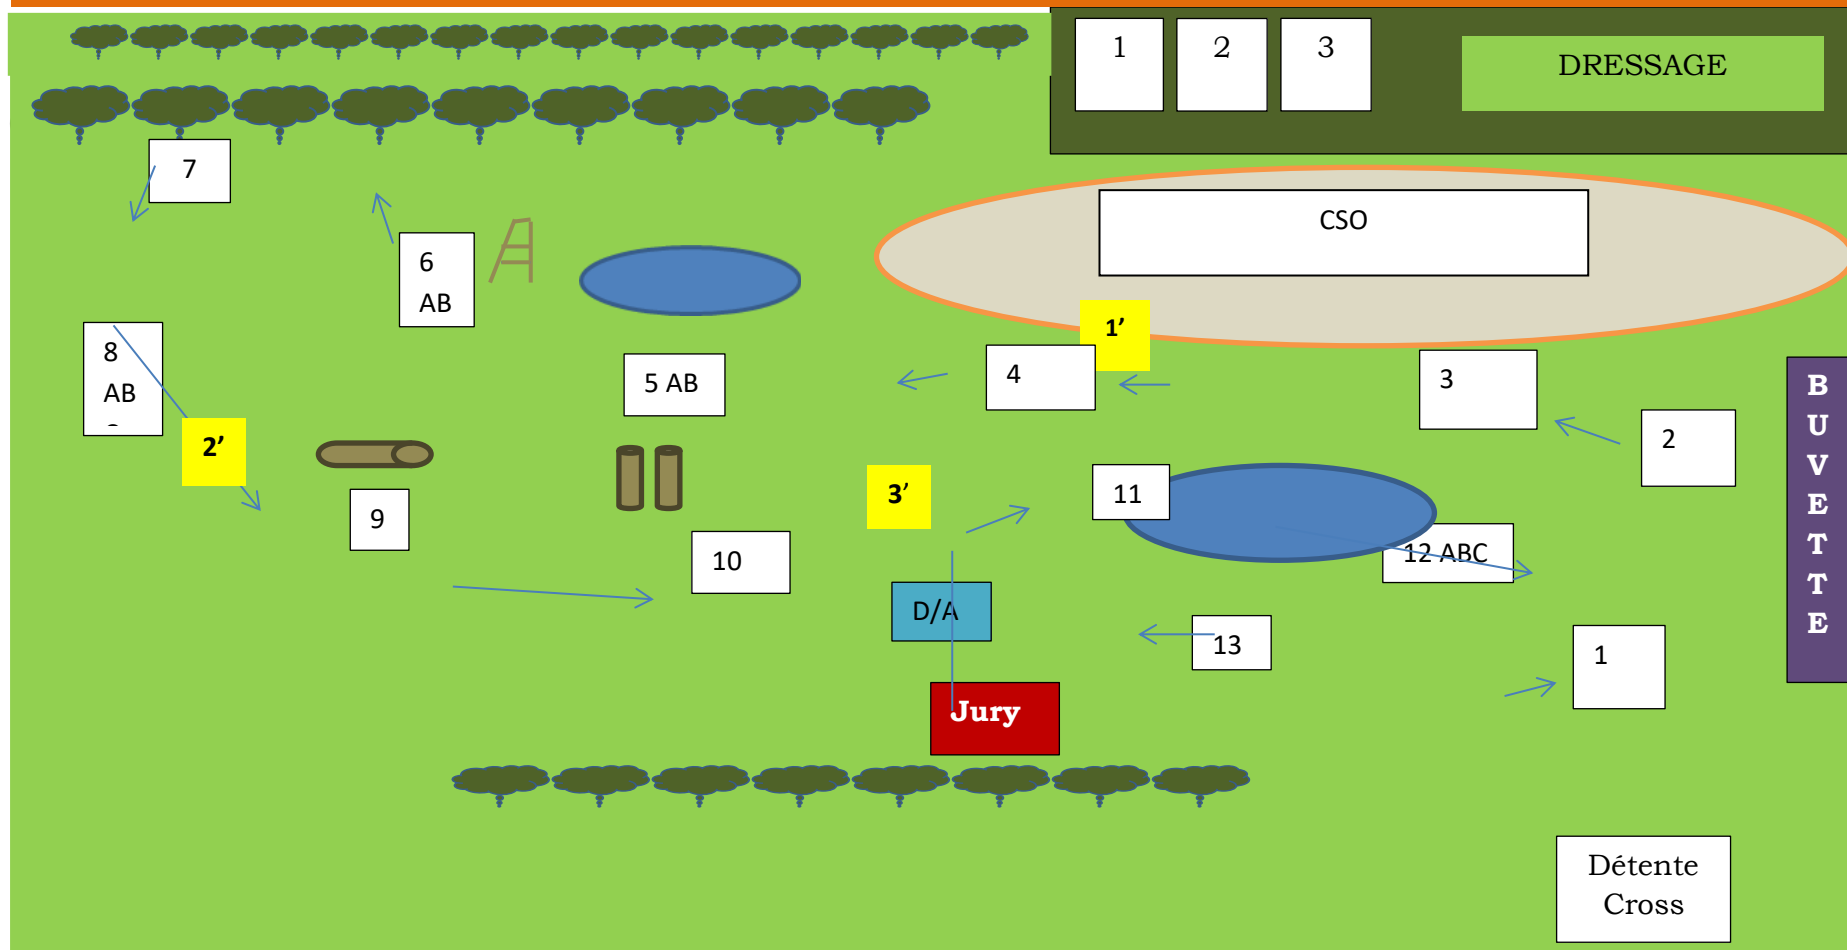 1
2
3
DRESSAGE
7
CSO
6
AB
1’
8
AB
5 AB
4
3
2
B
U
V
E
T
T
E
2’
9
3’
11
10
12 ABC
D/A
13
1
Jury
Détente
Cross